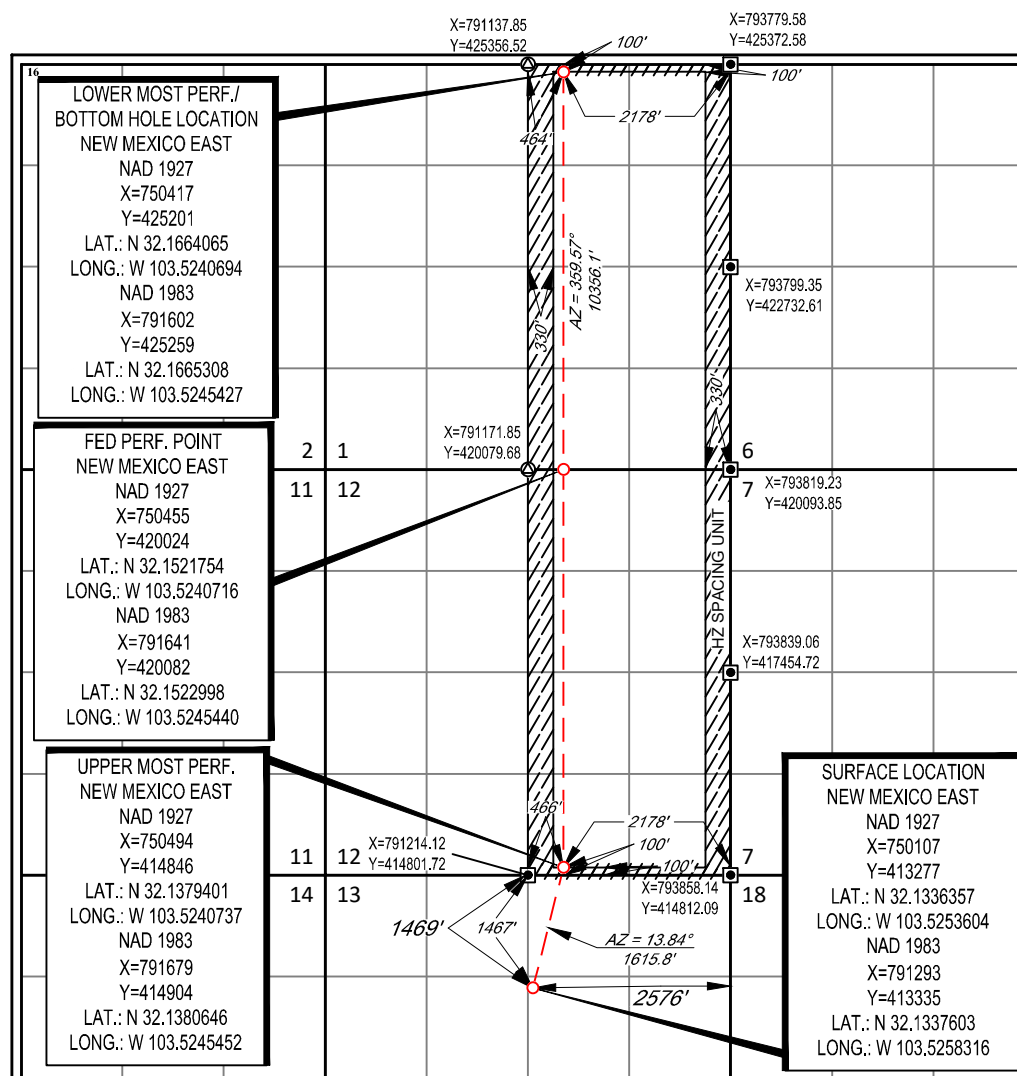 X=791137.85
Y=425356.52
X=793779.58
Y=425372.58
100'
100'
16
LOWER MOST PERF./
BOTTOM HOLE LOCATION
NEW MEXICO EAST
NAD 1927
X=750417
Y=425201
LAT.: N 32.1664065
LONG.: W 103.5240694
NAD 1983
X=791602
Y=425259
LAT.: N 32.1665308
LONG.: W 103.5245427
2178'
464'
AZ = 359.57°
10356.1'
330'
X=793799.35
Y=422732.61
330'
FED PERF. POINT
NEW MEXICO EAST
NAD 1927
X=750455
Y=420024
LAT.: N 32.1521754
LONG.: W 103.5240716
NAD 1983
X=791641
Y=420082
LAT.: N 32.1522998
LONG.: W 103.5245440
2 1
11 12
X=791171.85
Y=420079.68
6
7
X=793819.23
Y=420093.85
HZ SPACING UNIT
X=793839.06
Y=417454.72
UPPER MOST PERF.
NEW MEXICO EAST
NAD 1927
X=750494
Y=414846
LAT.: N 32.1379401
LONG.: W 103.5240737
NAD 1983
X=791679
Y=414904
LAT.: N 32.1380646
LONG.: W 103.5245452
11 12
14 13
X=791214.12
Y=414801.72
466'
2178'
100'
100'
X=793858.14
Y=414812.09
7
18
1469'
1467'
AZ = 13.84°
1615.8'
2576'
SURFACE LOCATION
NEW MEXICO EAST
NAD 1927
X=750107
Y=413277
LAT.: N 32.1336357
LONG.: W 103.5253604
NAD 1983
X=791293
Y=413335
LAT.: N 32.1337603
LONG.: W 103.5258316